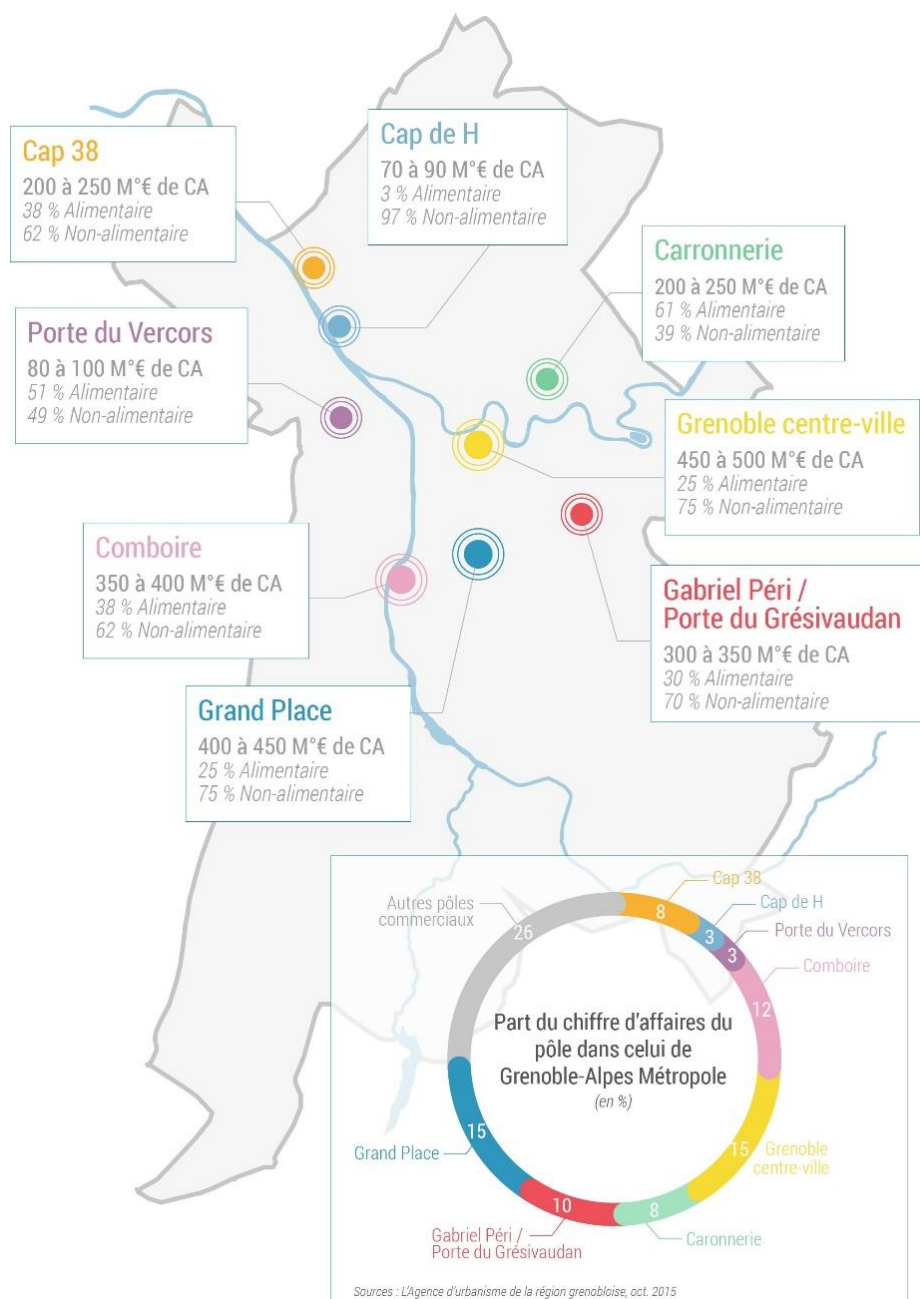 Cap 38
200 à 250 M°€ de CA
38 % Alimentaire
62 % Non-alimentaire
Cap de H
70 à 90 M°€ de CA
3 % Alimentaire
97 % Non-alimentaire
Carronnerie
200 à 250 M°€ de CA
61 % Alimentaire
39 % Non-alimentaire
Porte du Vercors
80 à 100 M°€ de CA
51 % Alimentaire
49 % Non-alimentaire
Grenoble centre-ville
450 à 500 M°€ de CA
25 % Alimentaire
75 % Non-alimentaire
Comboire
350 à 400 M°€ de CA
38 % Alimentaire
62 % Non-alimentaire
Gabriel Péri /
Porte du Grésivaudan
300 à 350 M°€ de CA
30 % Alimentaire
70 % Non-alimentaire
Grand Place
400 à 450 M°€ de CA
25 % Alimentaire
75 % Non-alimentaire
Autres pôles
commerciaux
26
Cap 38
8
Cap de H
3
Porte du Vercors
3
Comboire
12
Part du chiffre d'affaires du
pôle dans celui de
Grenoble-Alpes Métropole
(en %)
15
Grand Place
15
Grenoble
centre-ville
10
Gabriel Péri /
Porte du Grésivaudan
8
Caronnerie
Sources : L'Agence d'urbanisme de la région grenobloise, oct. 2015